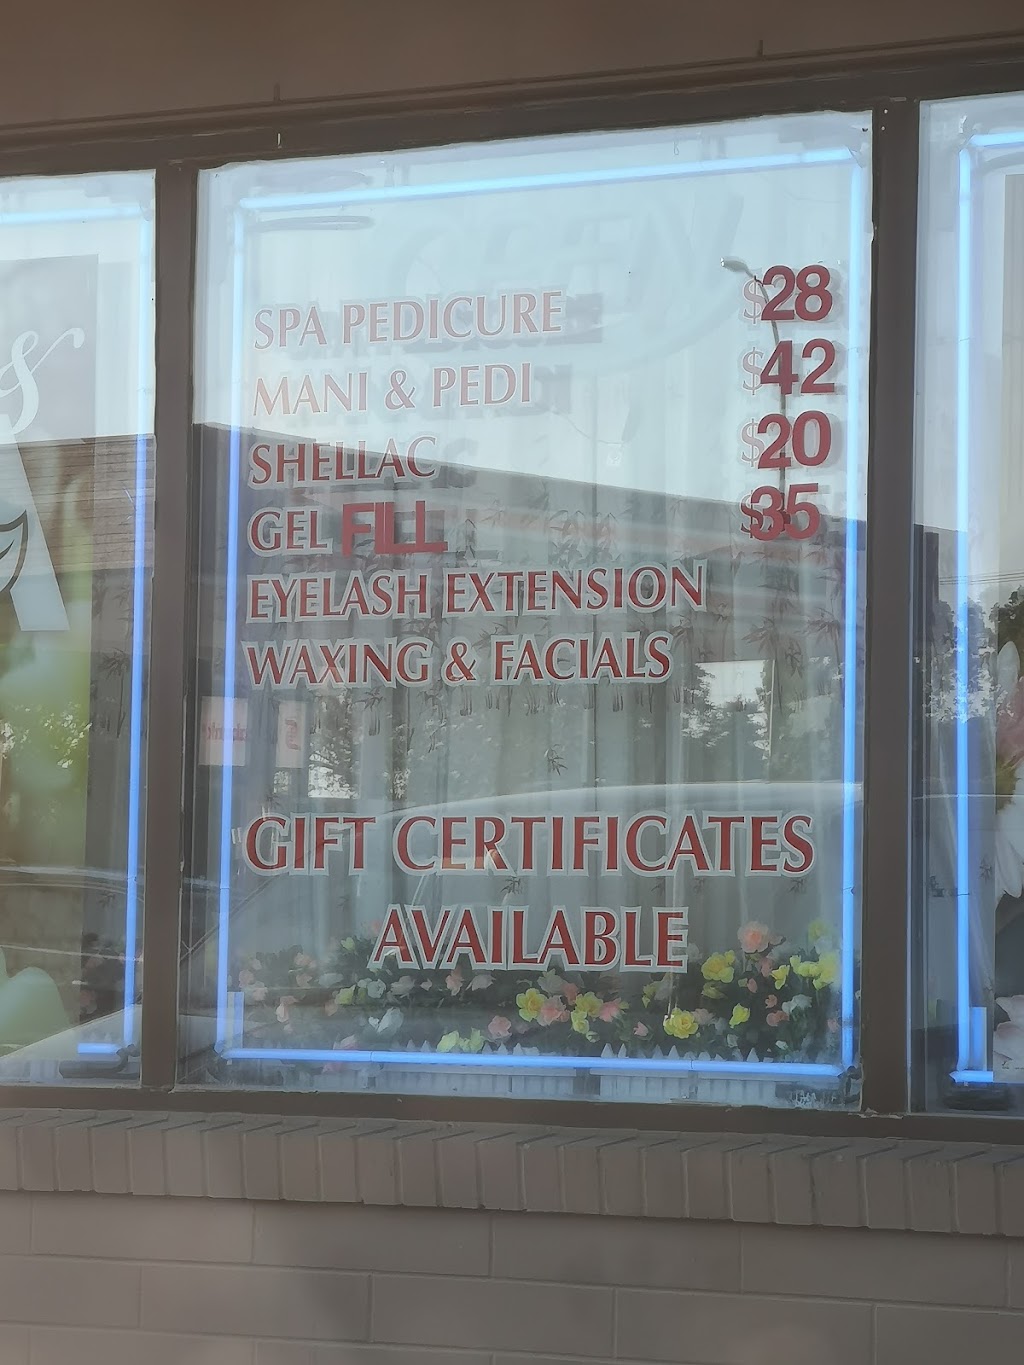 &
SPA PEDICURE $28
MANI & PEDI $42
SHELLAC $20
GEL FILL $35
EYELASH EXTENSION
WAXING & FACIALS
GIFT CERTIFICATES
AVAILABLE